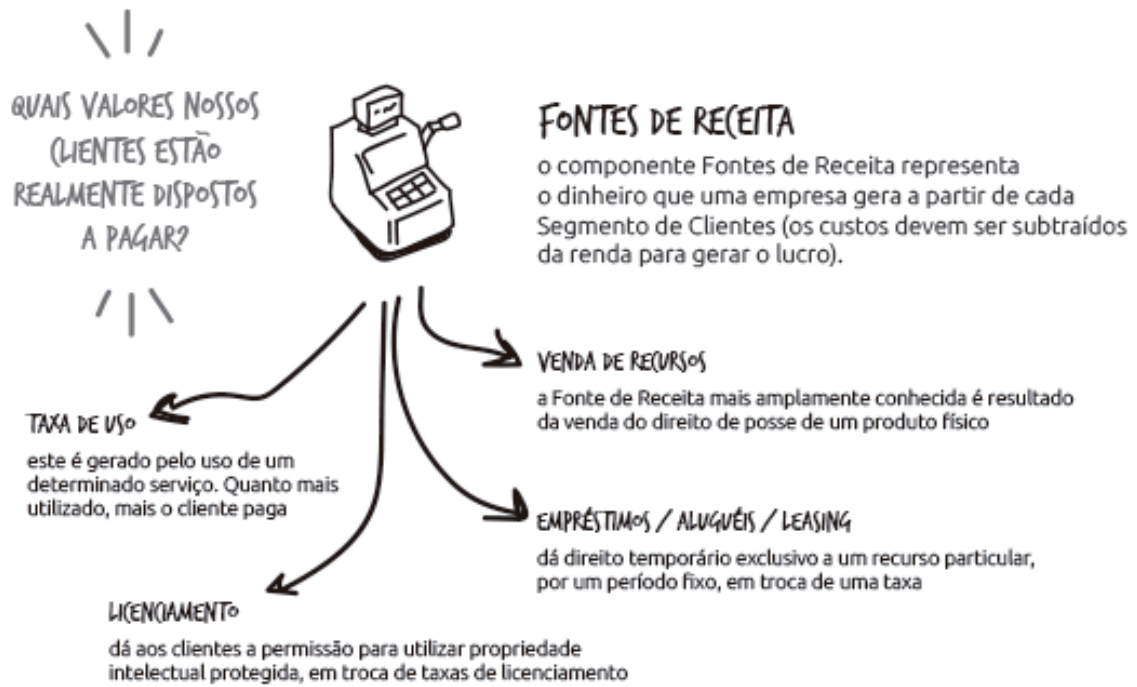 QUAIS VALORES NOSSOS
CLIENTES ESTÃO
REALMENTE DISPOSTOS
A PAGAR?
FONTES DE RECEITA
o componente Fontes de Receita representa
o dinheiro que uma empresa gera a partir de cada
Segmento de Clientes (os custos devem ser subtraídos
da renda para gerar o lucro).
VENDA DE RECURSOS
a Fonte de Receita mais amplamente conhecida é resultado
da venda do direito de posse de um produto físico
TAXA DE USO
este é gerado pelo uso de um
determinado serviço. Quanto mais
utilizado, mais o cliente paga
EMPRÉSTIMOS / ALUGUÉIS / LEASING
dá direito temporário exclusivo a um recurso particular,
por um período fixo, em troca de uma taxa
LICENCIAMENTO
dá aos clientes a permissão para utilizar propriedade
intelectual protegida, em troca de taxas de licenciamento